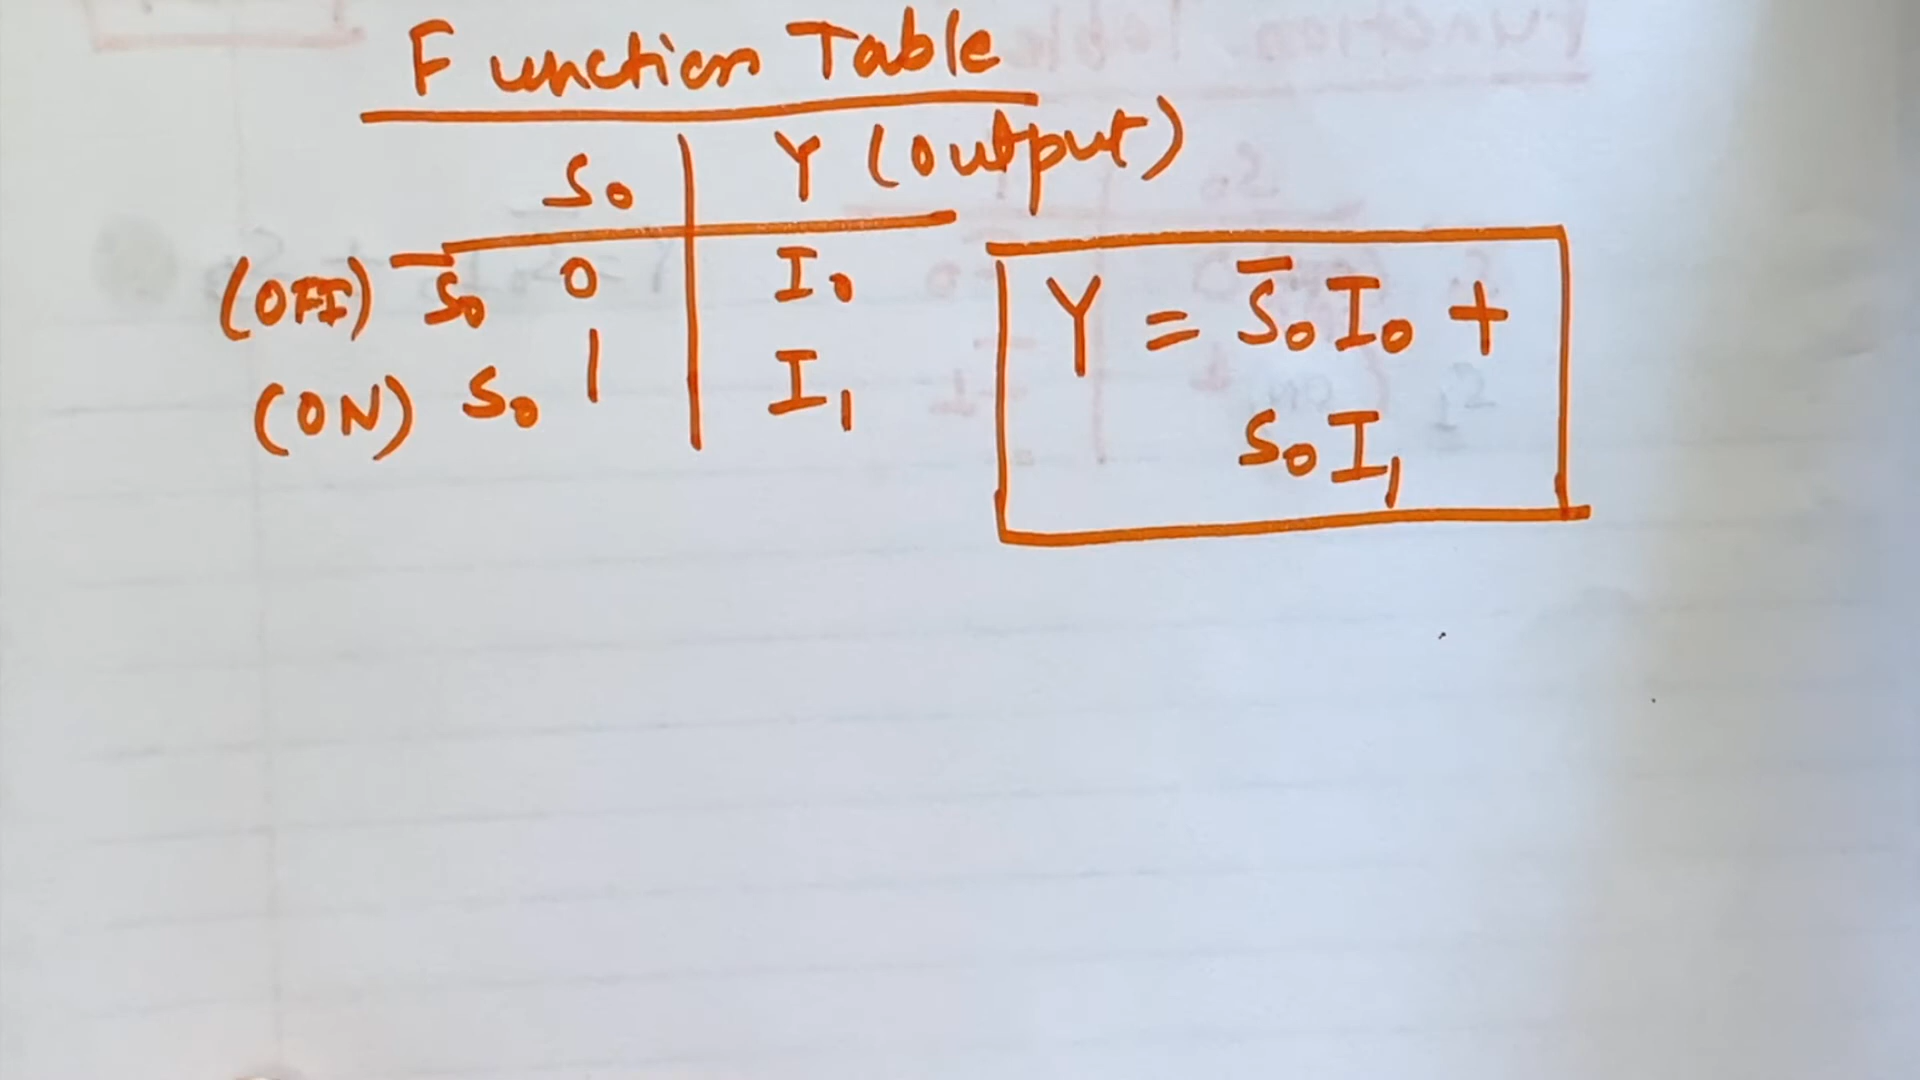 Function Table
S₀ Y (output)
(OFF) S̅₀ 0 I₀
(ON) S₀ 1 I₁
Y = S̅₀I₀ +
S₀I₁